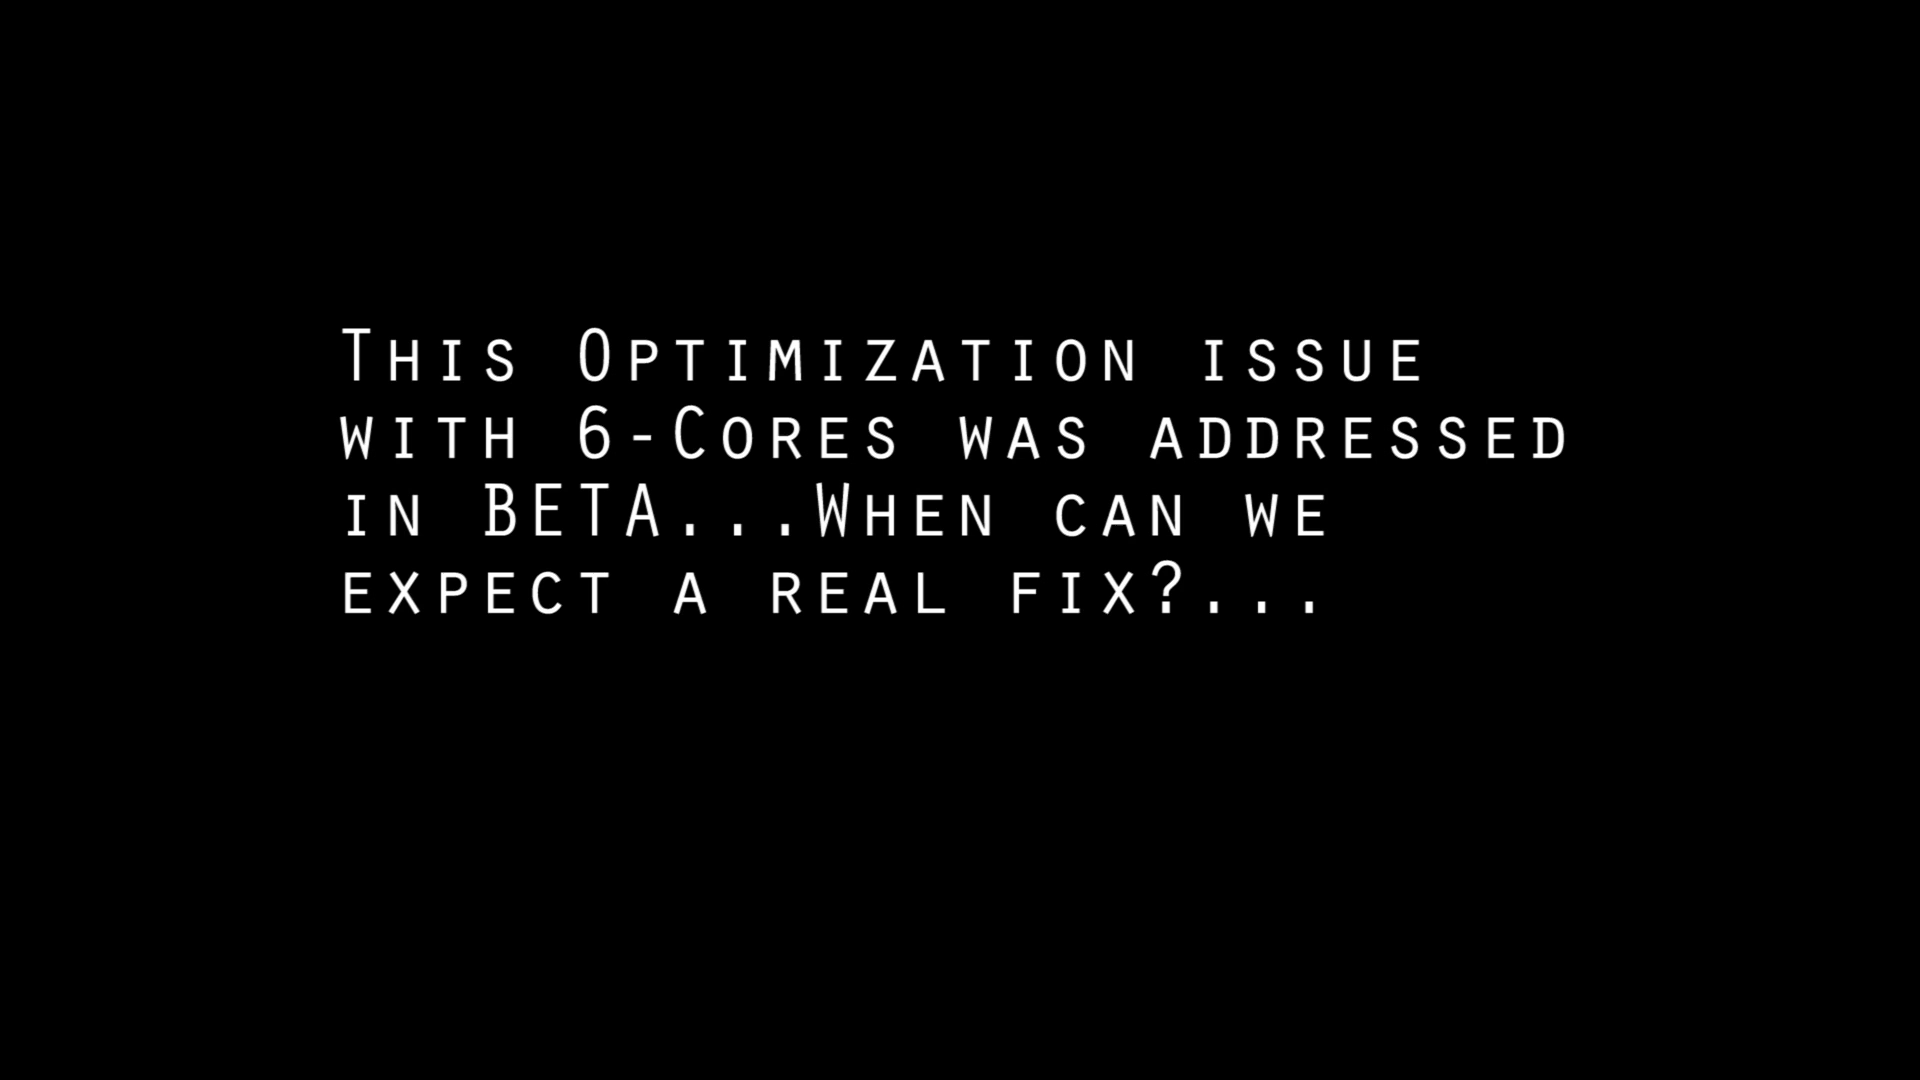 This Optimization issue
with 6-Cores was addressed
in BETA...When can we
expect a real fix?...